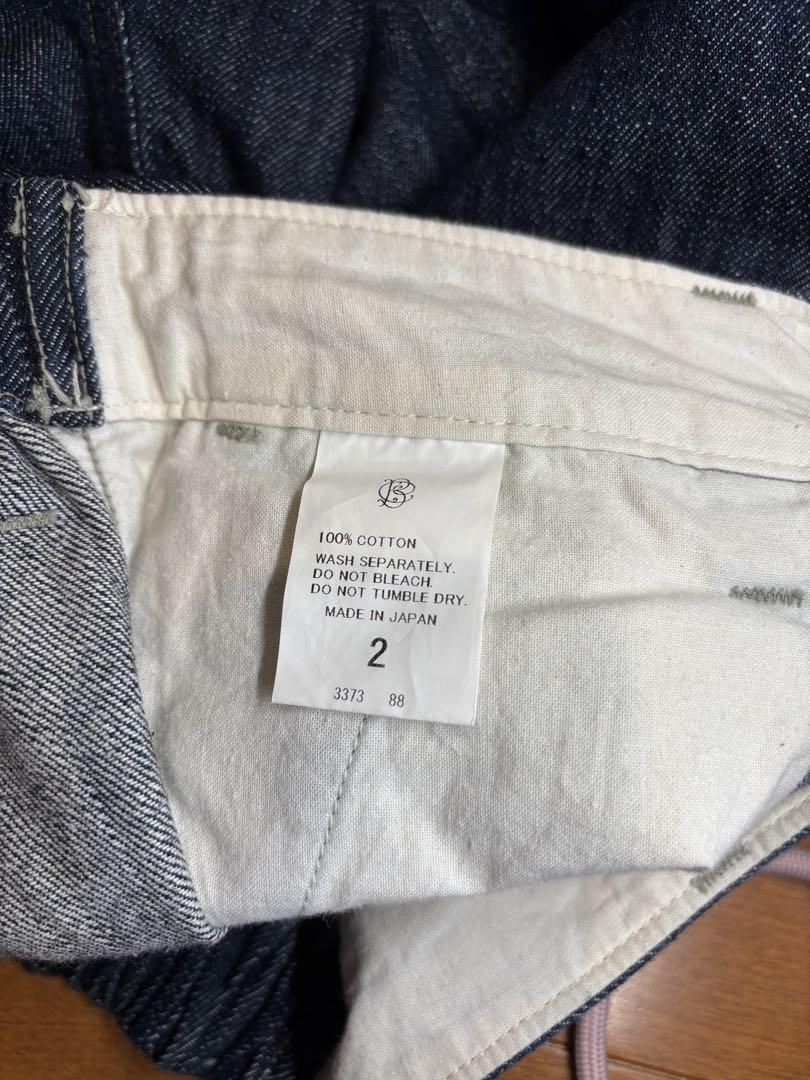 100% COTTON
WASH SEPARATELY.
DO NOT BLEACH.
DO NOT TUMBLE DRY.
MADE IN JAPAN
2
3373 88